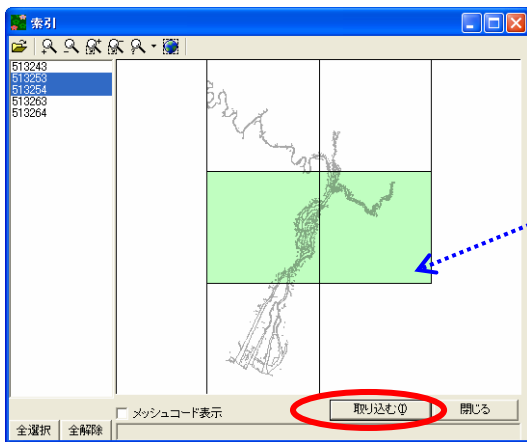 索引
513243
513253
513254
513263
513264
メッシュコード表示
取り込む(I)
閉じる
全選択
全解除